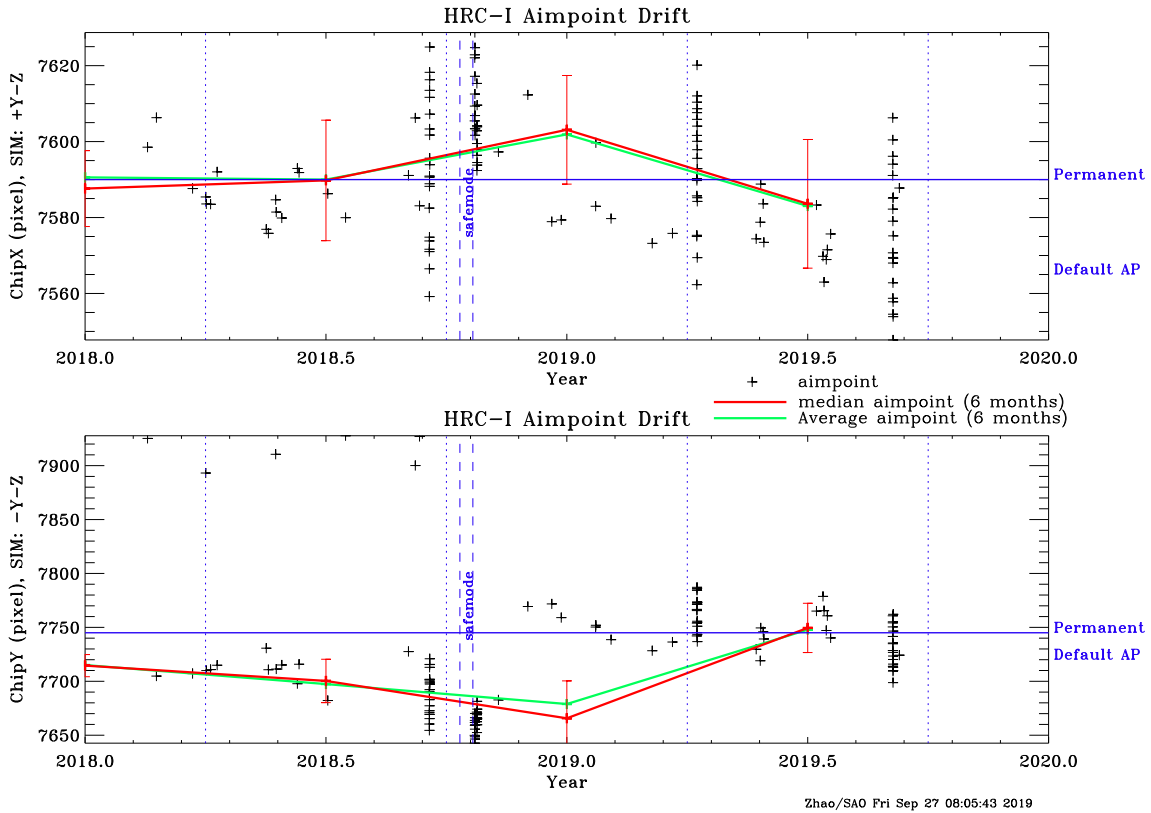 HRC-I Aimpoint Drift
ChipX (pixel), SIM: +Y-Z
7620
7600
7580
7560
safemode
Permanent
Default AP
2018.0 2018.5 2019.0 2019.5 2020.0
Year
aimpoint
median aimpoint (6 months)
Average aimpoint (6 months)
HRC-I Aimpoint Drift
ChipY (pixel), SIM: -Y-Z
7900
7850
7800
7750
7700
7650
safemode
Permanent
Default AP
2018.0 2018.5 2019.0 2019.5 2020.0
Year
Zhao/SAO Fri Sep 27 08:05:43 2019